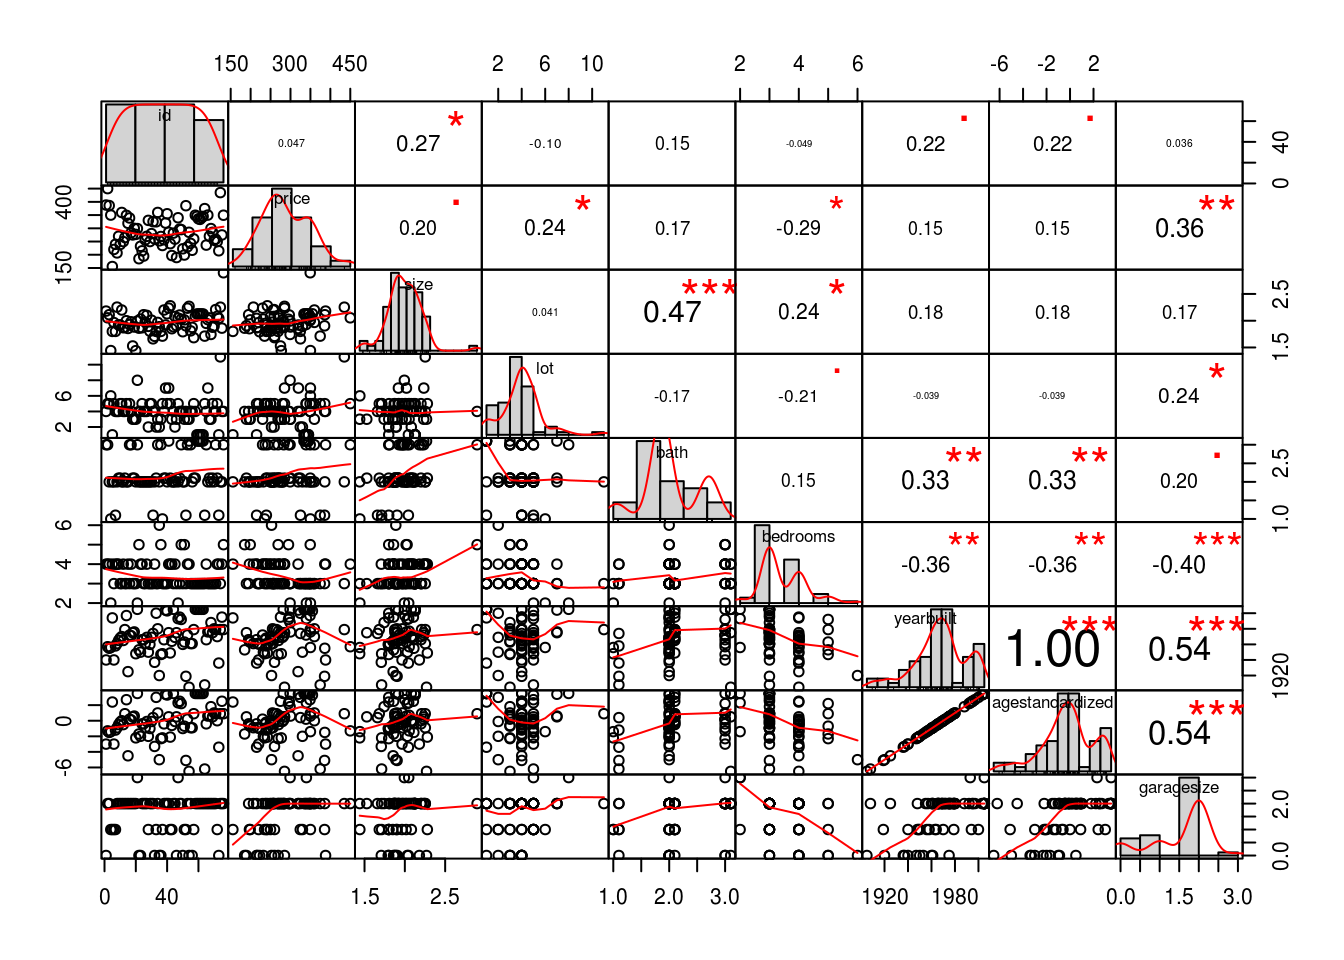 150 300 450 2 6 10 2 4 6 -6 -2 2
id 0.047 0.27 * -0.10 0.15 -0.049 0.22 . 0.22 . 0.036 0 40
150 400 price 0.20 . 0.24 * 0.17 -0.29 * 0.15 0.15 0.36 **
size 0.041 0.47 *** 0.24 * 0.18 0.18 0.17 1.5 2.5
2 6 lot -0.17 -0.21 . -0.039 -0.039 0.24 *
bath 0.15 0.33 ** 0.33 ** 0.20 . 1.0 2.5
2 4 6 bedrooms -0.36 ** -0.36 ** -0.40 ***
yearbuilt 1.00 *** 0.54 *** 1920
-6 0 agestandardized 0.54 ***
garagesize 0.0 2.0
0 40 1.5 2.5 1.0 2.0 3.0 1920 1980 0.0 1.5 3.0